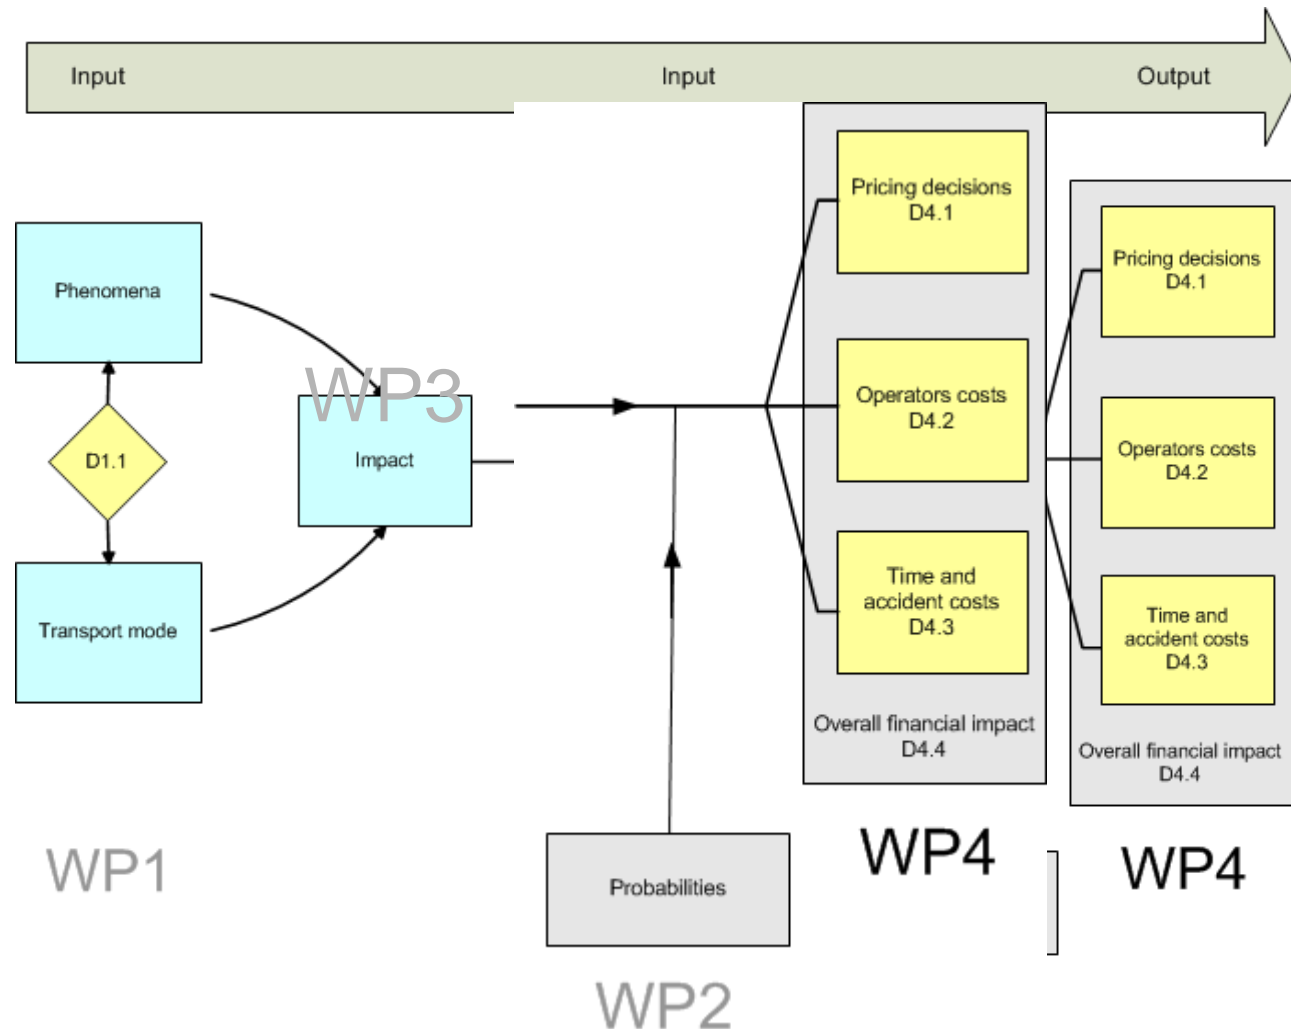 Input
Input
Output
Phenomena
D1.1
Transport mode
WP3
Impact
Pricing decisions
D4.1
Operators costs
D4.2
Time and
accident costs
D4.3
Overall financial impact
D4.4
WP4
Pricing decisions
D4.1
Operators costs
D4.2
Time and
accident costs
D4.3
Overall financial impact
D4.4
WP4
WP1
Probabilities
WP2